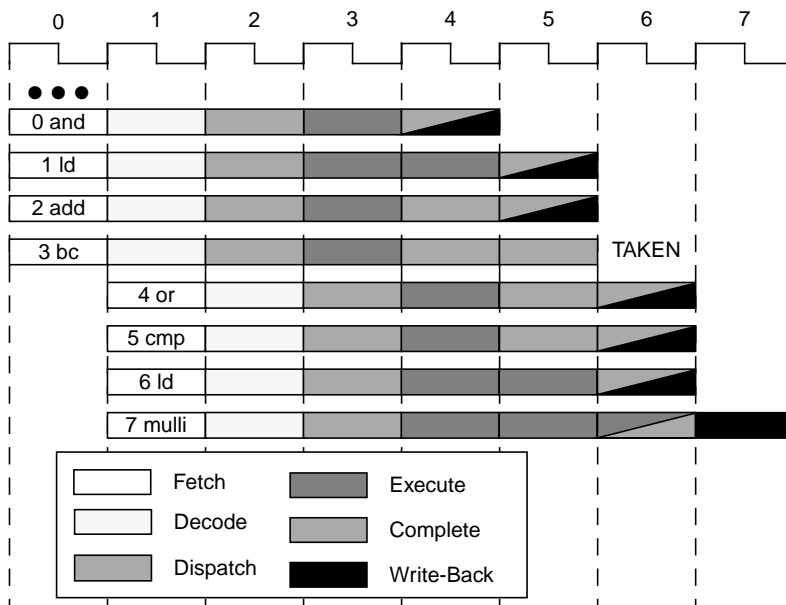 0 1 2 3 4 5 6 7
0 and
1 ld
2 add
3 bc TAKEN
4 or
5 cmp
6 ld
7 mulli
Fetch Execute
Decode Complete
Dispatch Write-Back